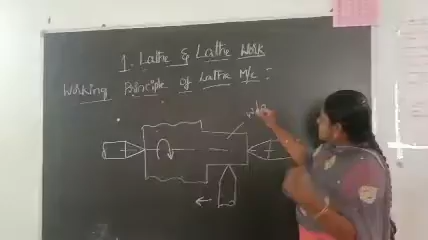 1. Lathe & Lathe Work
Working Principle of Lathe M/c :